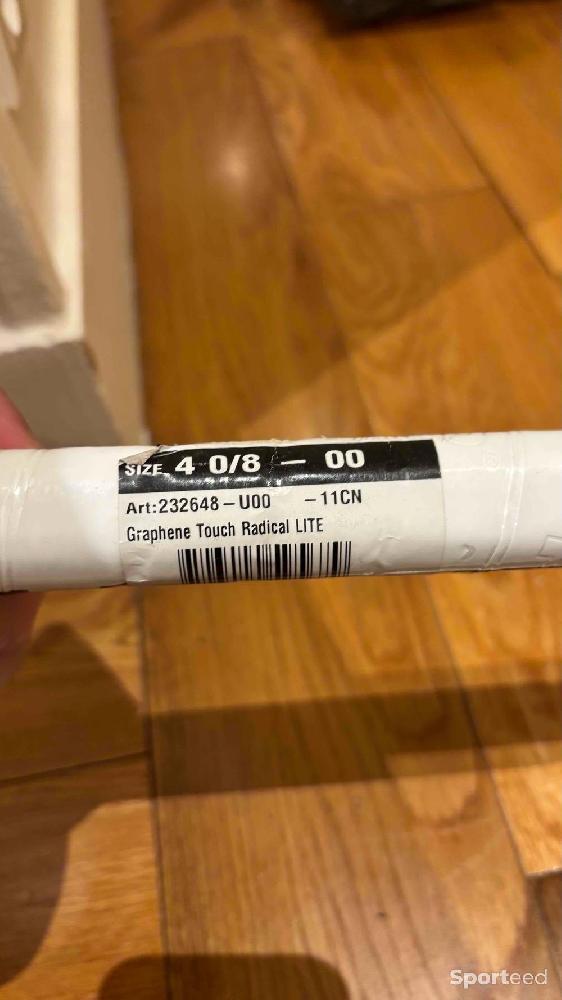 SIZE 4 0/8 - 00
Art:232648-U00 -11CN
Graphene Touch Radical LITE
Sporteed